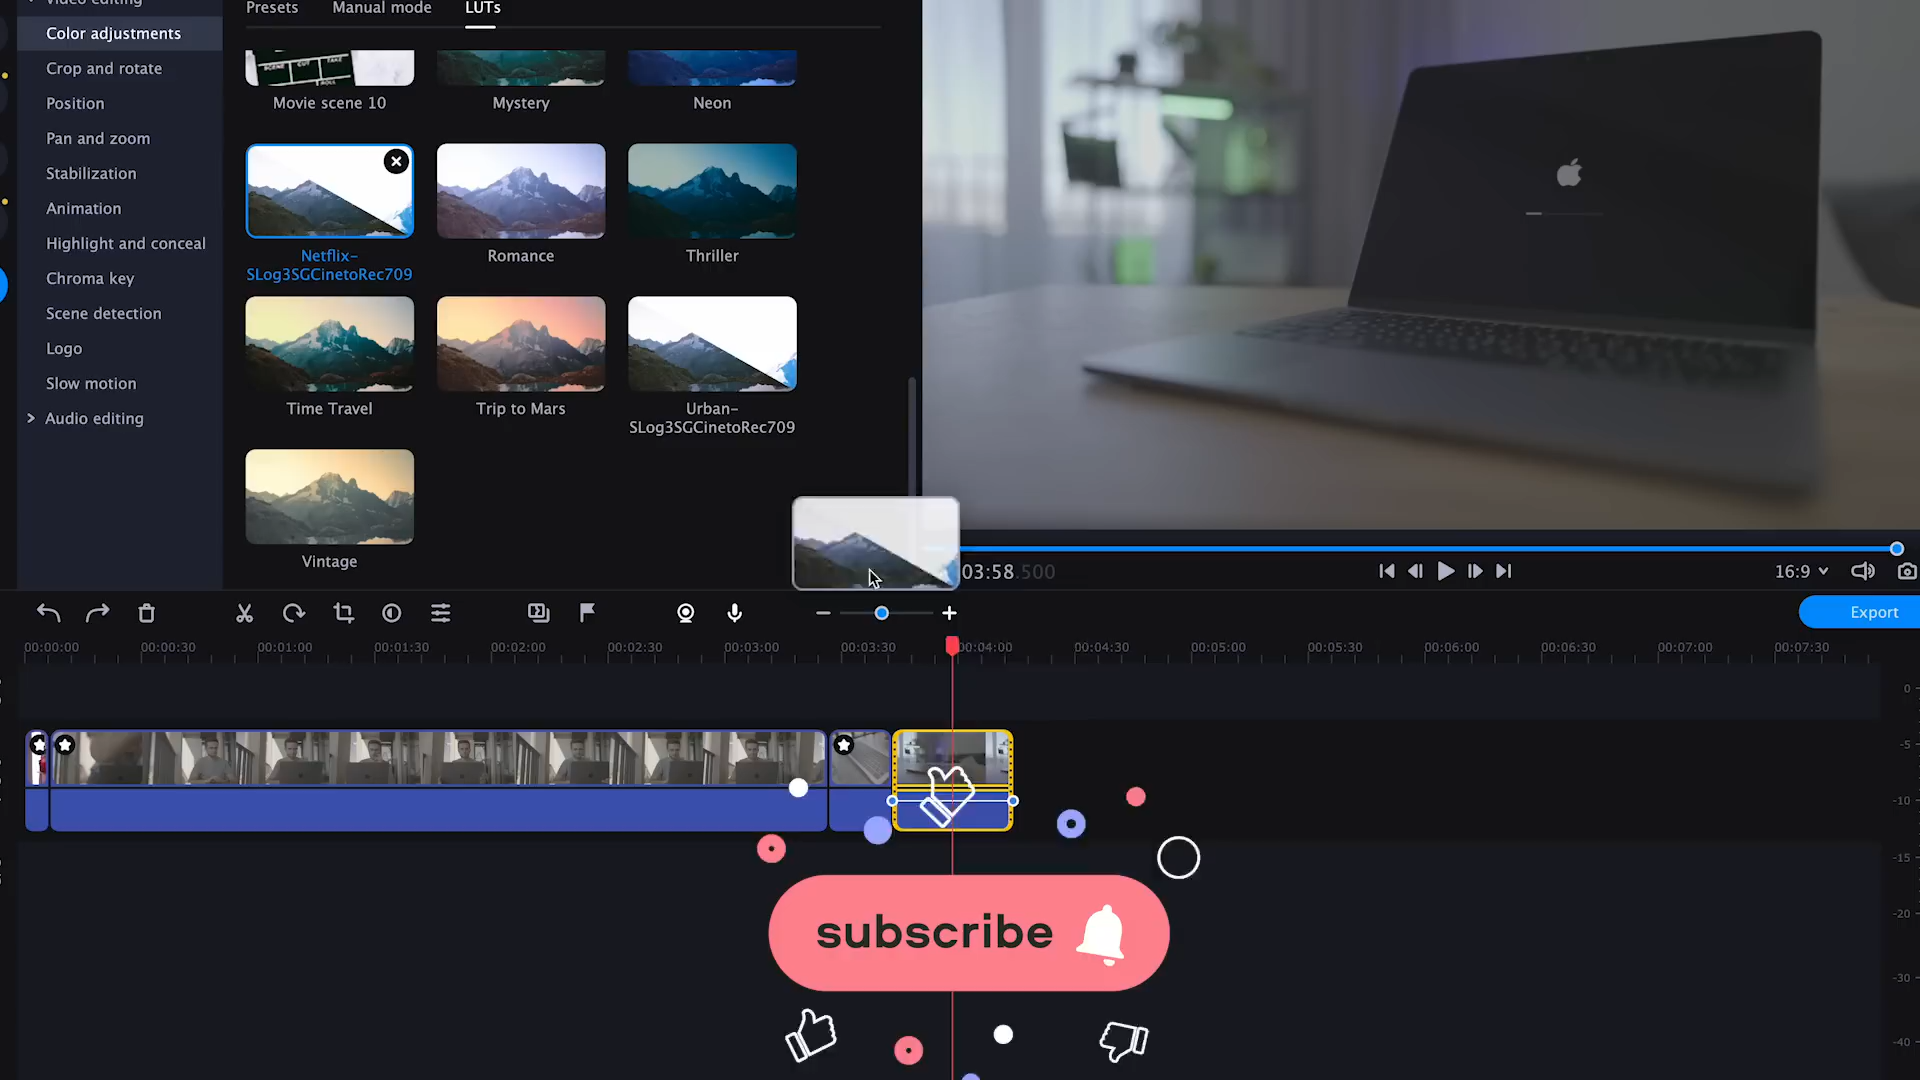 Video editing
Color adjustments
Crop and rotate
Position
Pan and zoom
Stabilization
Animation
Highlight and conceal
Chroma key
Scene detection
Logo
Slow motion
Audio editing
Presets
Manual mode
LUTs
SCENE CUT TAKE
ROLL
Movie scene 10
Mystery
Neon
Netflix-
SLog3SGCinetoRec709
Romance
Thriller
Time Travel
Trip to Mars
Urban-
SLog3SGCinetoRec709
Vintage
03:58.500
16:9
Export
00:00:00
00:00:30
00:01:00
00:01:30
00:02:00
00:02:30
00:03:00
00:03:30
00:04:00
00:04:30
00:05:00
00:05:30
00:06:00
00:06:30
00:07:00
00:07:30
0
-5
-10
-15
-20
-30
-40
subscribe